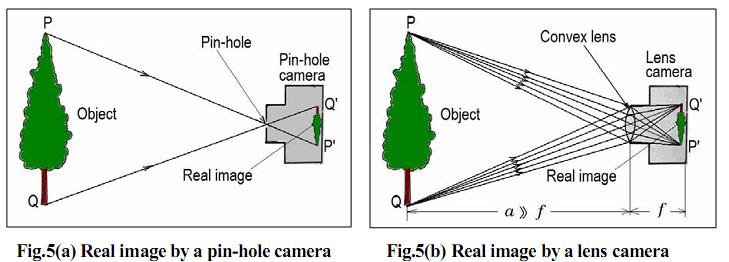 P
Pin-hole
Pin-hole
camera
Object
Q'
P'
Real image
Q
Fig.5(a) Real image by a pin-hole camera
P
Convex lens
Lens
camera
Object
Q'
P'
Real image
Q
a ≫ f
f
Fig.5(b) Real image by a lens camera